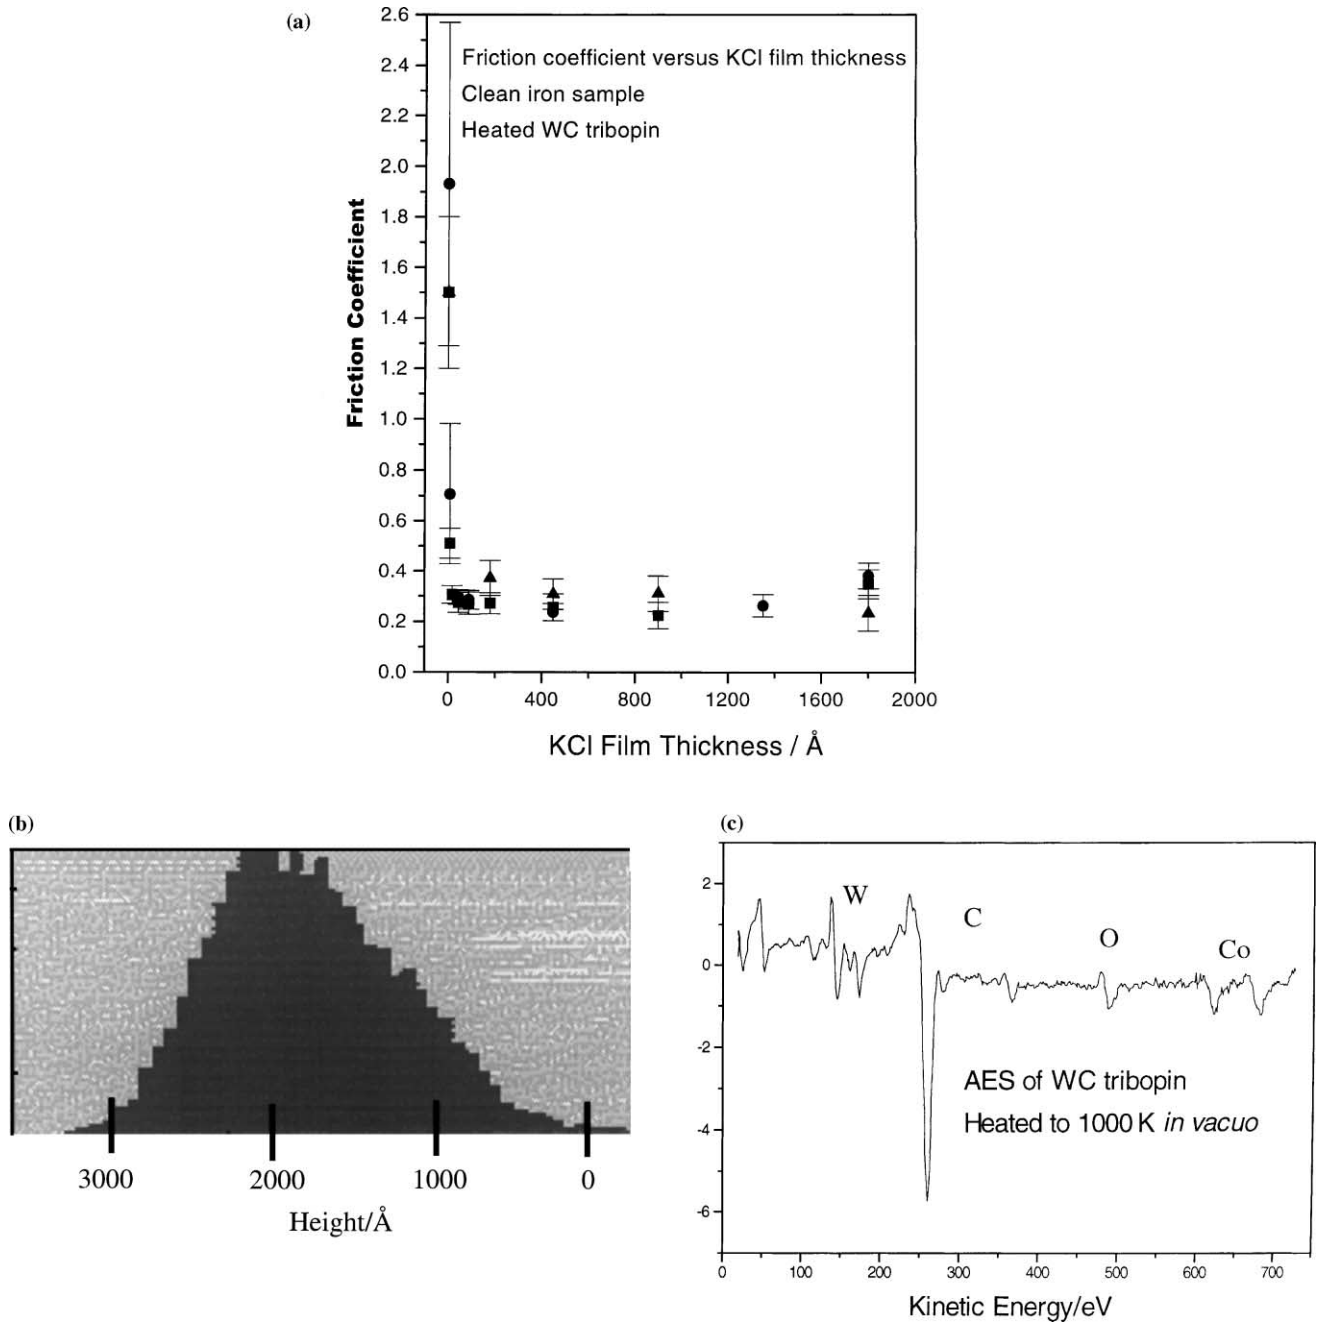 (a)
2.6
2.4
2.2
2.0
1.8
1.6
1.4
1.2
1.0
0.8
0.6
0.4
0.2
0.0
Friction Coefficient
Friction coefficient versus KCl film thickness
Clean iron sample
Heated WC tribopin
0 400 800 1200 1600 2000
KCl Film Thickness / Å
(b)
3000 2000 1000 0
Height/Å
(c)
2
0
-2
-4
-6
W
C
O
Co
AES of WC tribopin
Heated to 1000 K in vacuo
0 100 200 300 400 500 600 700
Kinetic Energy/eV